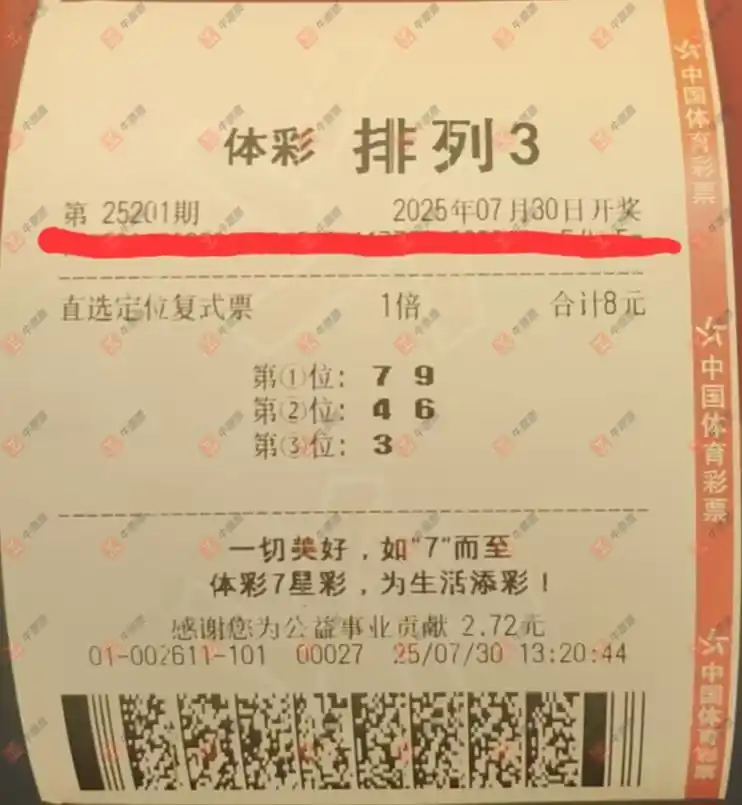 体彩 排列3
第 25201期 2025年07月30日开奖
直选定位复式票 1倍 合计8元
第①位: 7 9
第②位: 4 6
第③位: 3
一切美好，如"7"而至
体彩7星彩，为生活添彩！
感谢您为公益事业贡献 2.72元
01-002611-101 00027 25/07/30 13:20:44
中国体育彩票
中国体育彩票
中国体育彩票